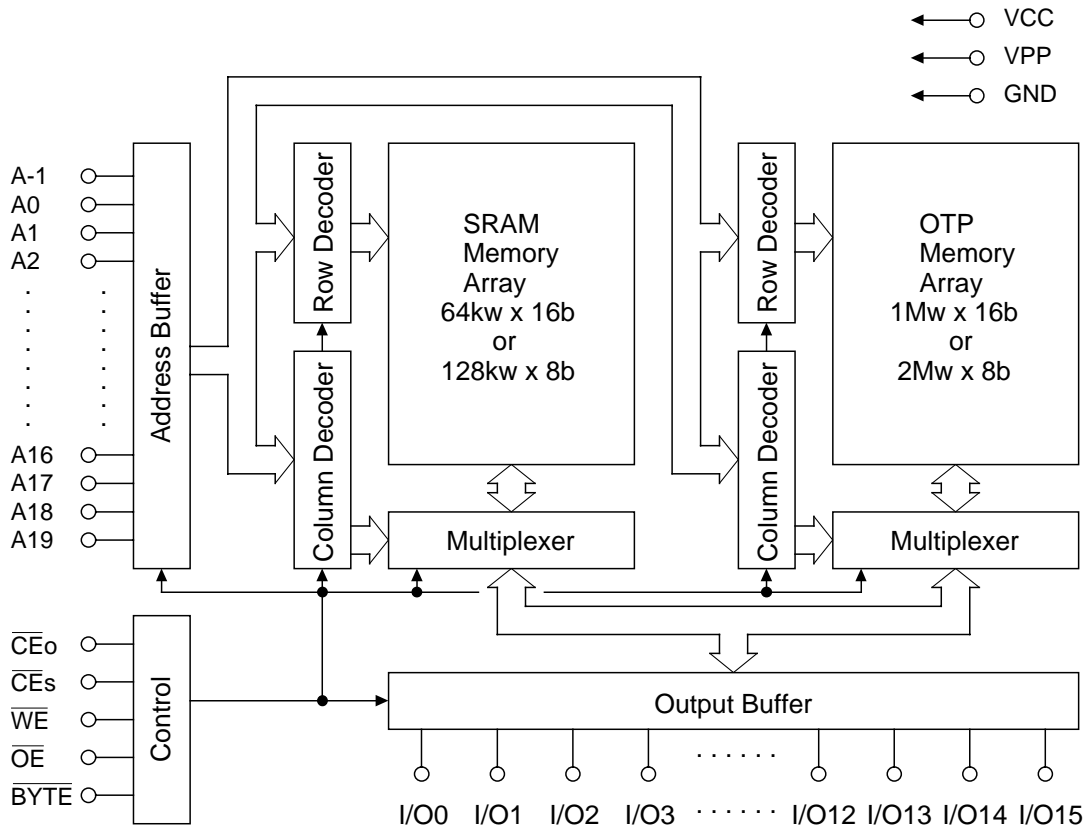 VCC
VPP
GND
A-1
A0
A1
A2
A16
A17
A18
A19
Address Buffer
Row Decoder
Column Decoder
SRAM
Memory
Array
64kw x 16b
or
128kw x 8b
Multiplexer
Row Decoder
Column Decoder
OTP
Memory
Array
1Mw x 16b
or
2Mw x 8b
Multiplexer
CEo
CEs
WE
OE
BYTE
Control
Output Buffer
I/O0 I/O1 I/O2 I/O3 ...... I/O12 I/O13 I/O14 I/O15